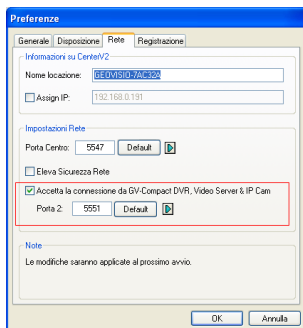 Preferenze
Generale Disposizione Rete Registrazione
Informazioni su CenterV2
Nome locazione: GEOVISIO-7AC32A
Assign IP: 192.168.0.191
Impostazioni Rete
Porta Centro: 5547 Default
Eleva Sicurezza Rete
Accetta la connessione da GV-Compact DVR, Video Server & IP Cam
Porta 2: 5551 Default
Note
Le modifiche saranno applicate al prossimo avvio.
OK Annulla